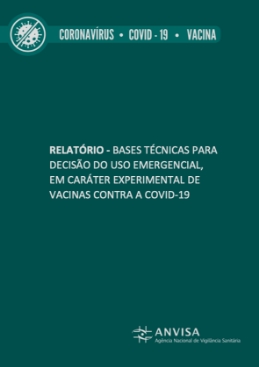 CORONAVÍRUS • COVID - 19 • VACINA
RELATÓRIO - BASES TÉCNICAS PARA
DECISÃO DO USO EMERGENCIAL,
EM CARÁTER EXPERIMENTAL DE
VACINAS CONTRA A COVID-19
ANVISA
Agência Nacional de Vigilância Sanitária